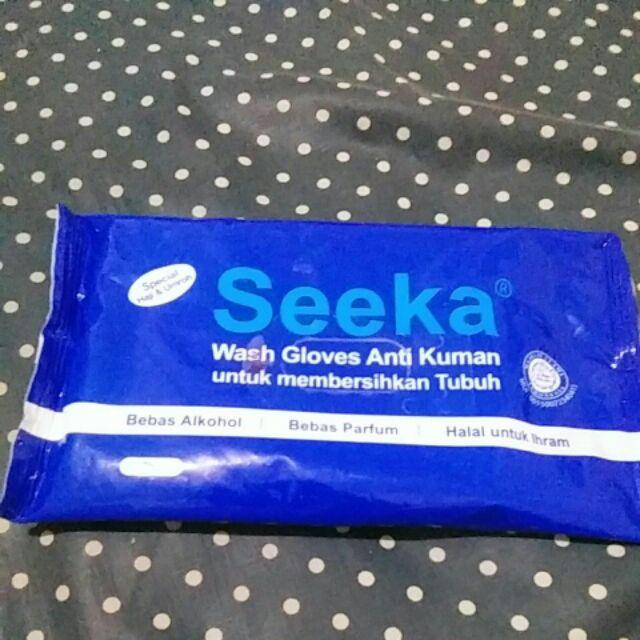 Special
Haji & Umroh
Seeka®
Wash Gloves Anti Kuman
untuk membersihkan Tubuh
Bebas Alkohol | Bebas Parfum | Halal untuk Ihram